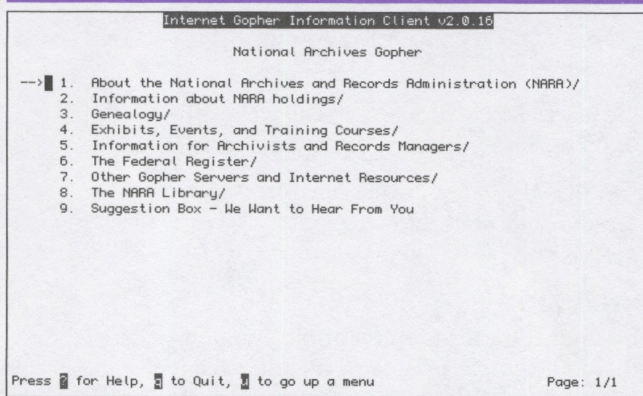 Internet Gopher Information Client v2.0.16
National Archives Gopher
--> 1. About the National Archives and Records Administration (NARA)/
2. Information about NARA holdings/
3. Genealogy/
4. Exhibits, Events, and Training Courses/
5. Information for Archivists and Records Managers/
6. The Federal Register/
7. Other Gopher Servers and Internet Resources/
8. The NARA Library/
9. Suggestion Box - We Want to Hear From You
Press ? for Help, q to Quit, u to go up a menu Page: 1/1